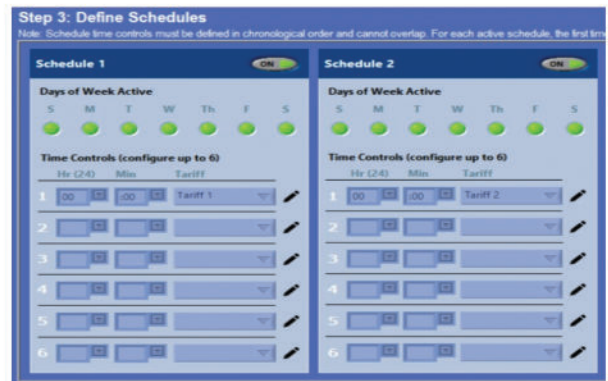 Step 3: Define Schedules
Note: Schedule time controls must be defined in chronological order and cannot overlap. For each active schedule, the first tim
Schedule 1
ON
Days of Week Active
S M T W Th F S
Time Controls (configure up to 6)
Hr (24) Min Tariff
1 00 :00 Tariff 1
2
3
4
5
6
Schedule 2
ON
Days of Week Active
S M T W Th F S
Time Controls (configure up to 6)
Hr (24) Min Tariff
1 00 :00 Tariff 2
2
3
4
5
6